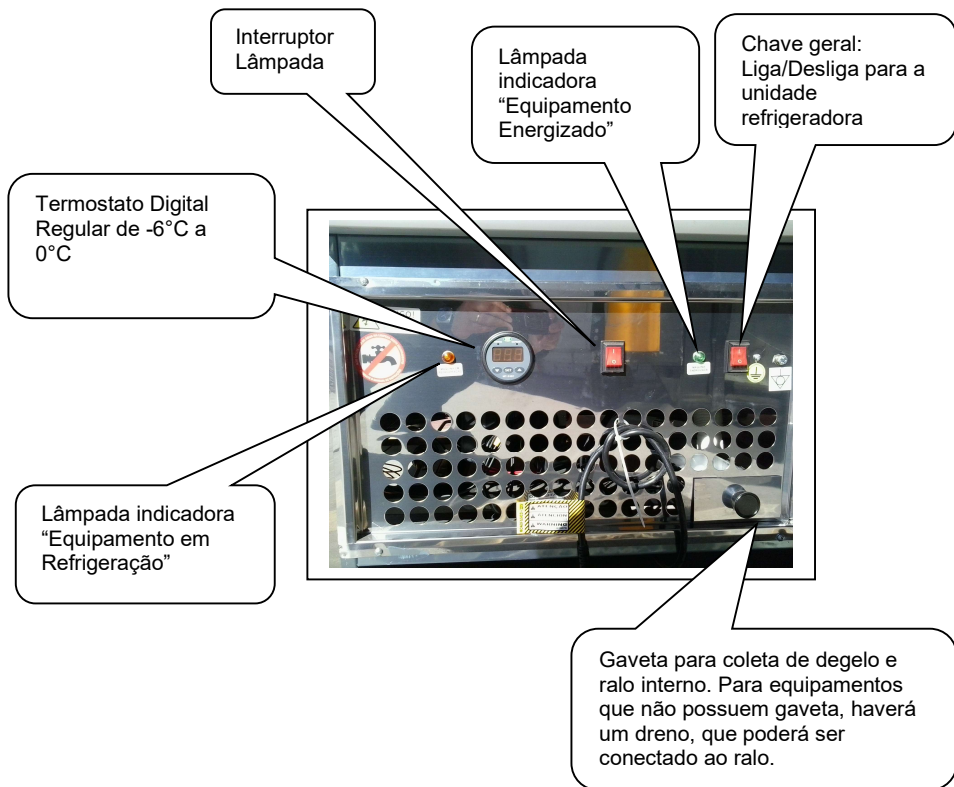 Interruptor
Lâmpada
Lâmpada
indicadora
“Equipamento
Energizado”
Chave geral:
Liga/Desliga para a
unidade
refrigeradora
Termostato Digital
Regular de -6°C a
0°C
Lâmpada indicadora
“Equipamento em
Refrigeração”
Gaveta para coleta de degelo e
ralo interno. Para equipamentos
que não possuem gaveta, haverá
um dreno, que poderá ser
conectado ao ralo.